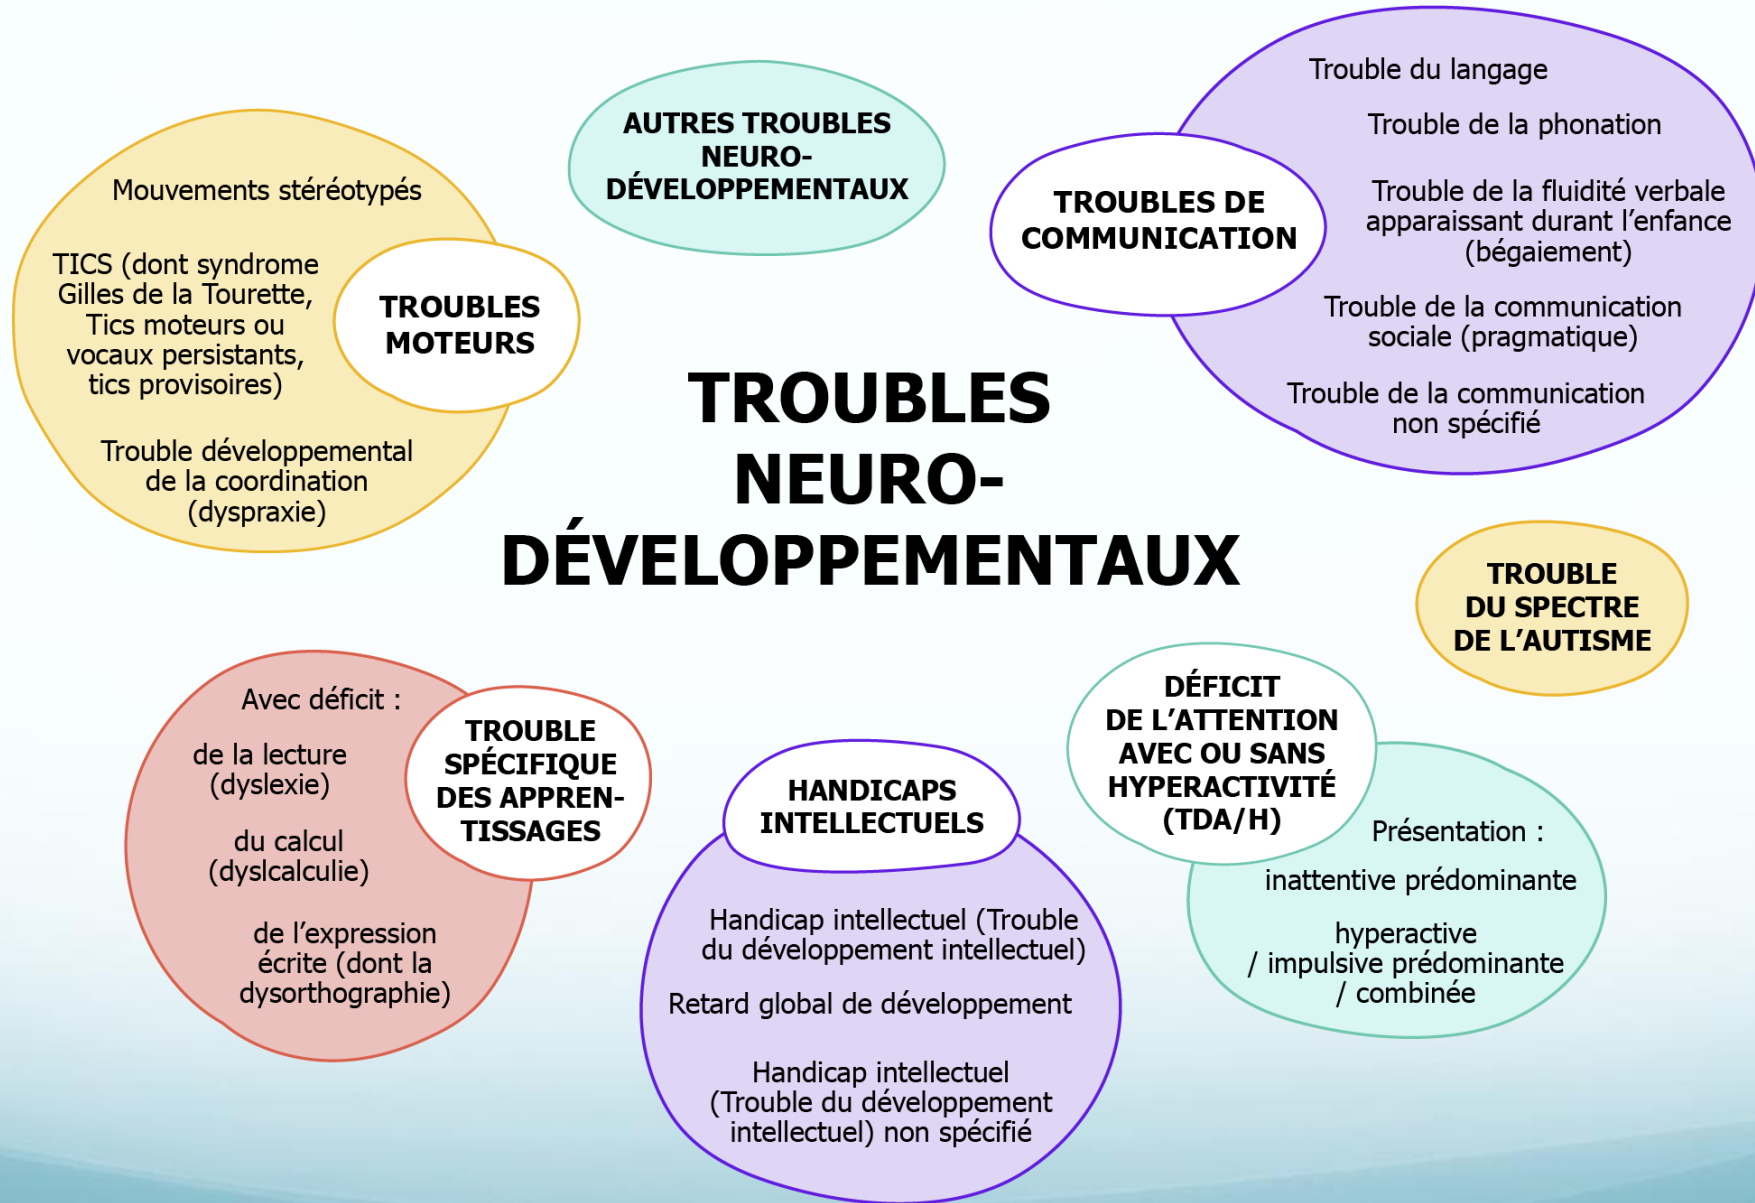 TROUBLES
NEURO-
DÉVELOPPEMENTAUX
Mouvements stéréotypés
TICS (dont syndrome
Gilles de la Tourette,
Tics moteurs ou
vocaux persistants,
tics provisoires)
Trouble développemental
de la coordination
(dyspraxie)
TROUBLES
MOTEURS
AUTRES TROUBLES
NEURO-
DÉVELOPPEMENTAUX
TROUBLES DE
COMMUNICATION
Trouble du langage
Trouble de la phonation
Trouble de la fluidité verbale
apparaissant durant l’enfance
(bégaiement)
Trouble de la communication
sociale (pragmatique)
Trouble de la communication
non spécifié
TROUBLE
DU SPECTRE
DE L’AUTISME
DÉFICIT
DE L’ATTENTION
AVEC OU SANS
HYPERACTIVITÉ
(TDA/H)
Présentation :
inattentive prédominante
hyperactive
/ impulsive prédominante
/ combinée
HANDICAPS
INTELLECTUELS
Handicap intellectuel (Trouble
du développement intellectuel)
Retard global de développement
Handicap intellectuel
(Trouble du développement
intellectuel) non spécifié
TROUBLE
SPÉCIFIQUE
DES APPREN-
TISSAGES
Avec déficit :
de la lecture
(dyslexie)
du calcul
(dyslcalculie)
de l’expression
écrite (dont la
dysorthographie)